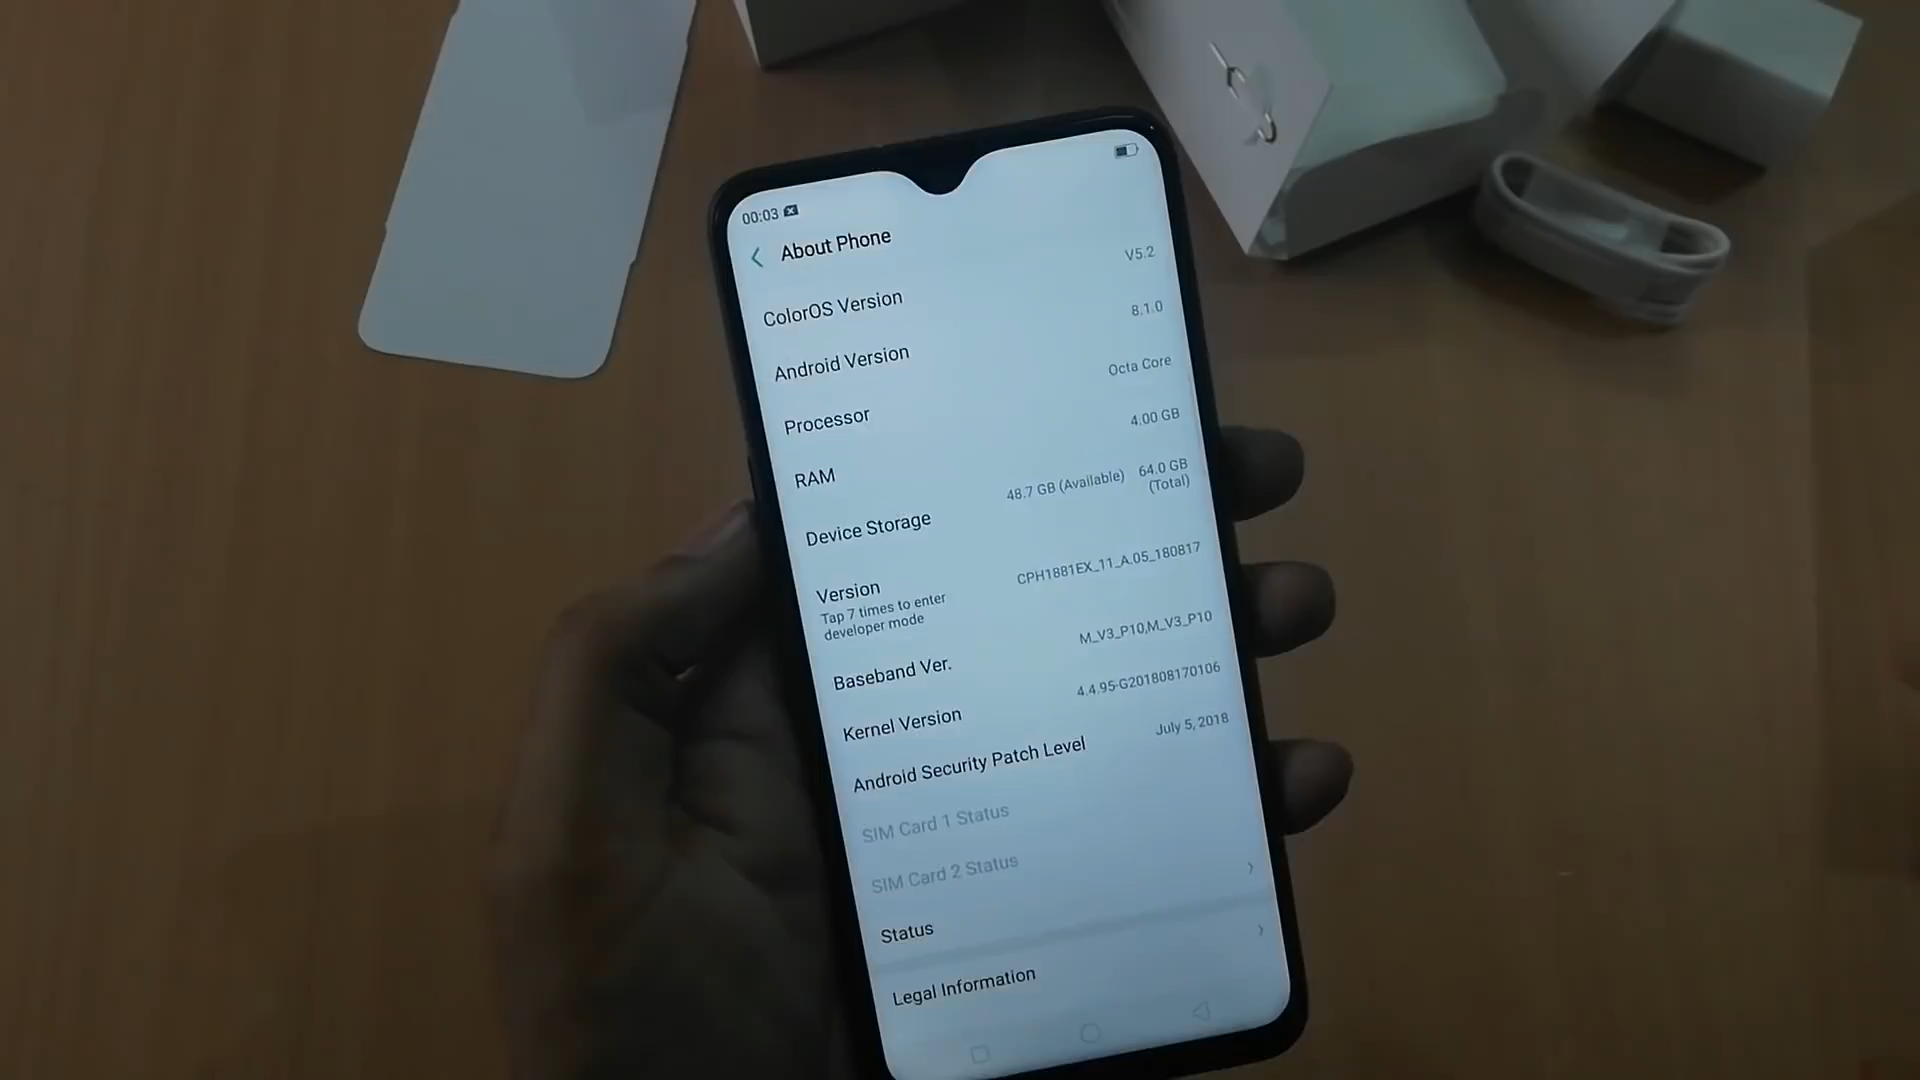 00:03
About Phone
ColorOS Version V5.2
Android Version 8.1.0
Processor Octa Core
RAM 4.00 GB
Device Storage 48.7 GB (Available) 64.0 GB
(Total)
Version CPH1881EX_11_A.05_180817
Tap 7 times to enter
developer mode
Baseband Ver. M_V3_P10,M_V3_P10
Kernel Version 4.4.95-G201808170106
Android Security Patch Level July 5, 2018
SIM Card 1 Status
SIM Card 2 Status
Status
Legal Information